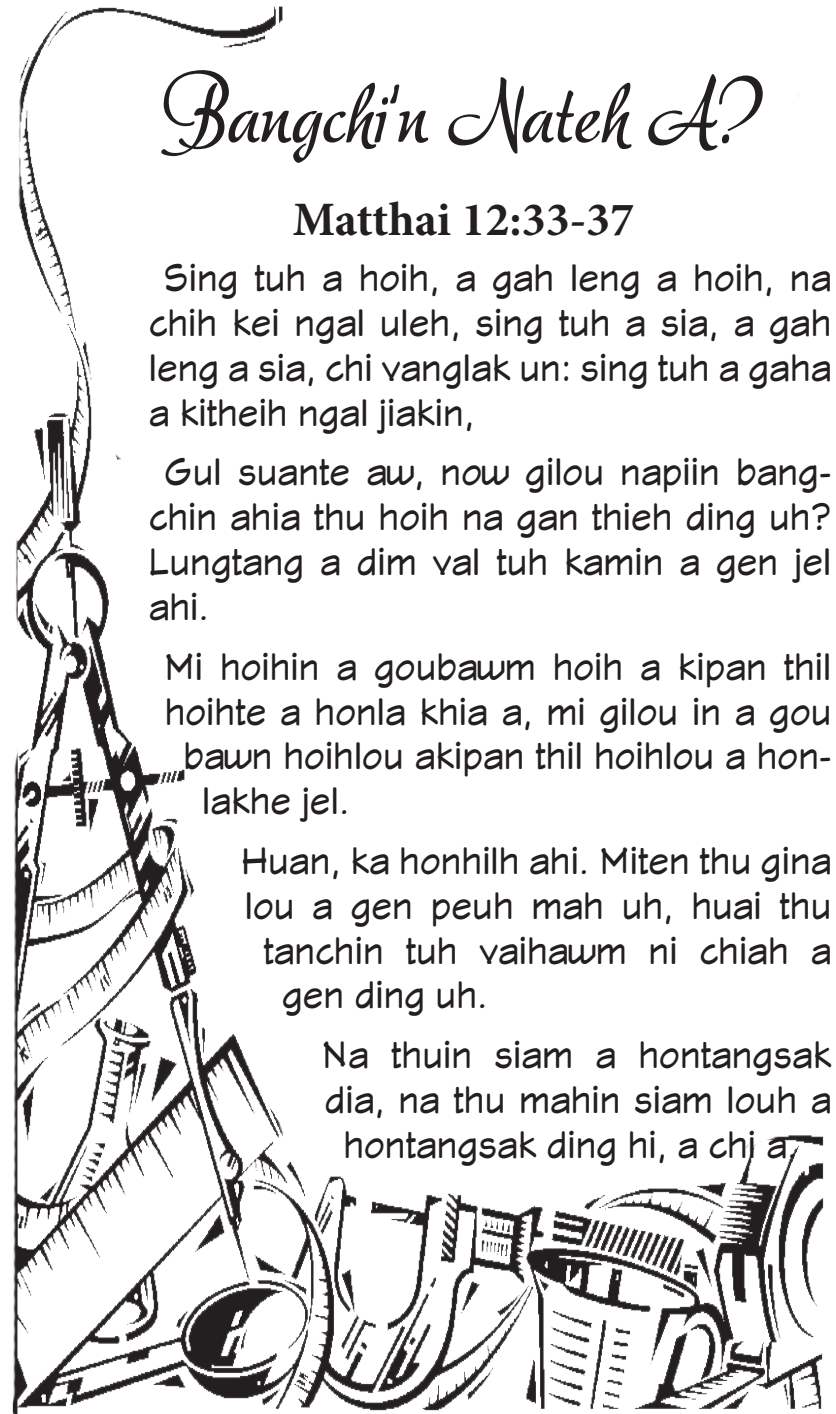 Bangchi'n Nateh A?
Matthai 12:33-37
Sing tuh a hoih, a gah leng a hoih, na
chih kei ngal uleh, sing tuh a sia, a gah
leng a sia, chi vanglak un: sing tuh a gaha
a kitheih ngal jiakin,
Gul suante aw, now gilou napiin bang-
chin ahia thu hoih na gan thieh ding uh?
Lungtang a dim val tuh kamin a gen jel
ahi.
Mi hoihin a goubawm hoih a kipan thil
hoihte a honla khia a, mi gilou in a gou
bawn hoihlou akipan thil hoihlou a hon-
lakhe jel.
Huan, ka honhilh ahi. Miten thu gina
lou a gen peuh mah uh, huai thu
tanchin tuh vaihawm ni chiah a
gen ding uh.
Na thuin siam a hontangsak
dia, na thu mahin siam louh a
hontangsak ding hi, a chi a.